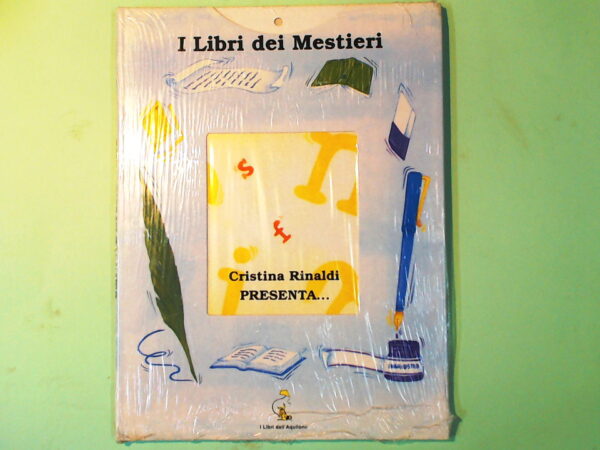 I Libri dei Mestieri
s
f
Cristina Rinaldi
PRESENTA...
I Libri dell'Aquilone